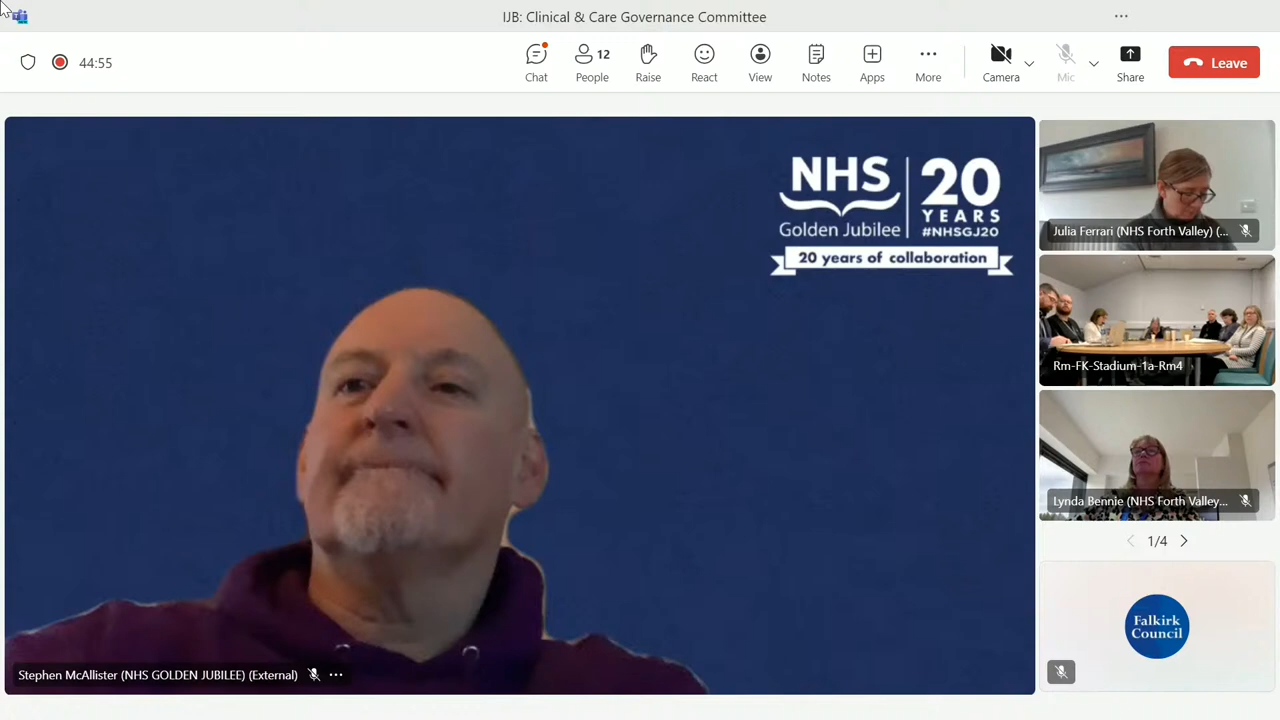 IJB: Clinical & Care Governance Committee
44:55
Chat
People
12
Raise
React
View
Notes
Apps
More
Camera
Mic
Share
Leave
NHS
Golden Jubilee
20
YEARS
#NHSGJ20
20 years of collaboration
Stephen McAllister (NHS GOLDEN JUBILEE) (External)
Julia Ferrari (NHS Forth Valley) (...
Rm-FK-Stadium-1a-Rm4
Lynda Bennie (NHS Forth Valley...
1/4
Falkirk
Council